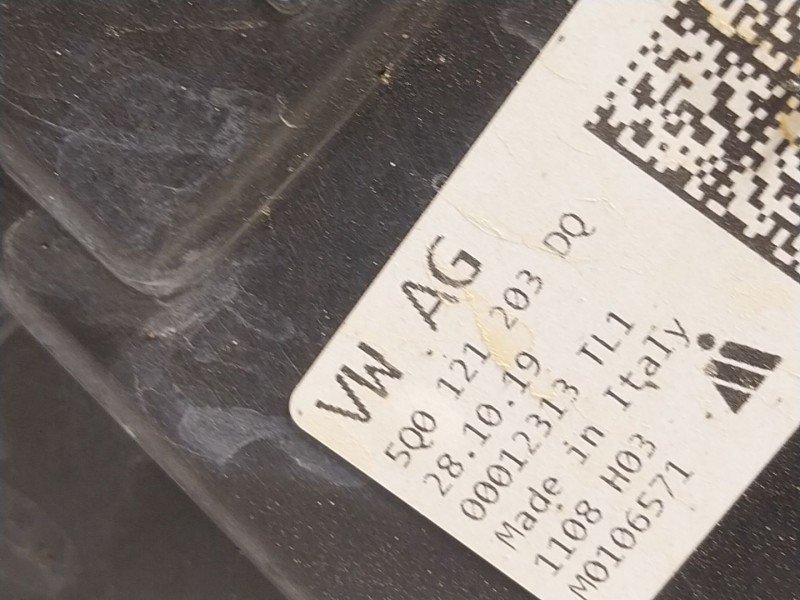 VW AG
5Q0 121 203 DQ
28.10.19
00012313 TL1
Made in Italy
1108 H03
M0106571